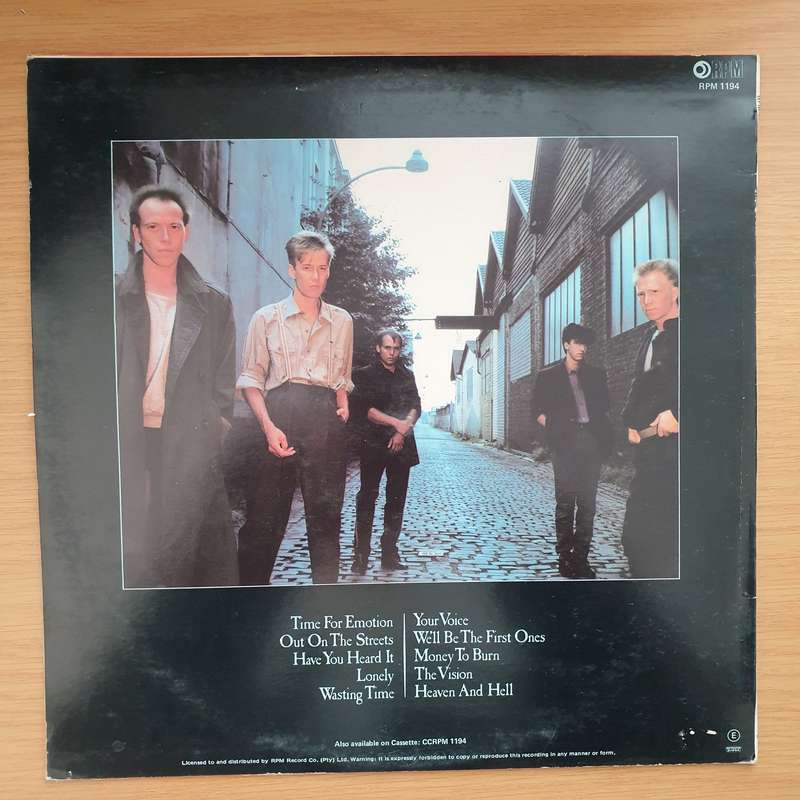 RPM
RPM 1194
Time For Emotion
Out On The Streets
Have You Heard It
Lonely
Wasting Time
Your Voice
We'll Be The First Ones
Money To Burn
The Vision
Heaven And Hell
Also available on Cassette: CCRPM 1194
E
Licensed to and distributed by RPM Record Co. (Pty) Ltd. Warning: It is expressly forbidden to copy or reproduce this recording in any manner or form.